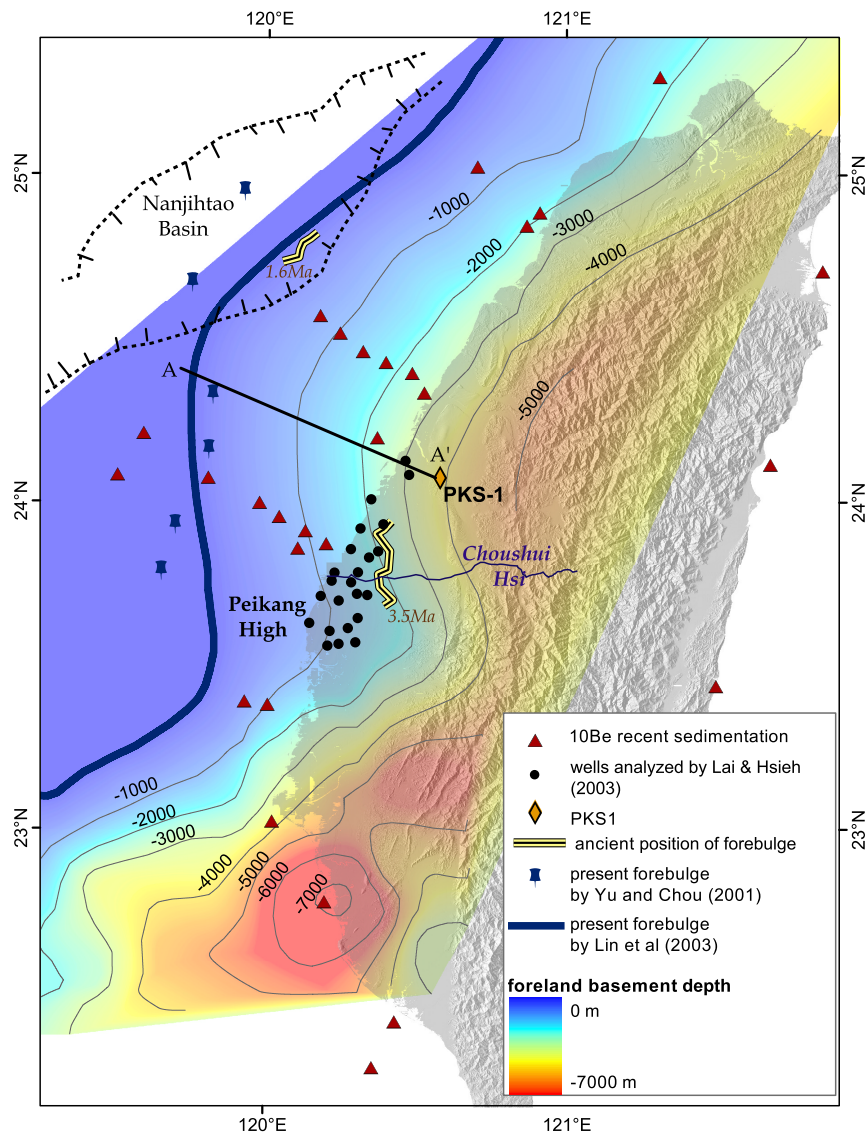 120°E
121°E
25°N
25°N
Nanjihtao
Basin
-1000
-3000
-2000
-4000
1.6Ma
A
-5000
A'
PKS-1
24°N
24°N
Choushui
Hsi
Peikang
High
3.5Ma
-1000
-2000
-3000
-4000
-5000
-6000
-7000
23°N
23°N
10Be recent sedimentation
wells analyzed by Lai & Hsieh
(2003)
PKS1
ancient position of forebulge
present forebulge
by Yu and Chou (2001)
present forebulge
by Lin et al (2003)
foreland basement depth
0 m
-7000 m
120°E
121°E